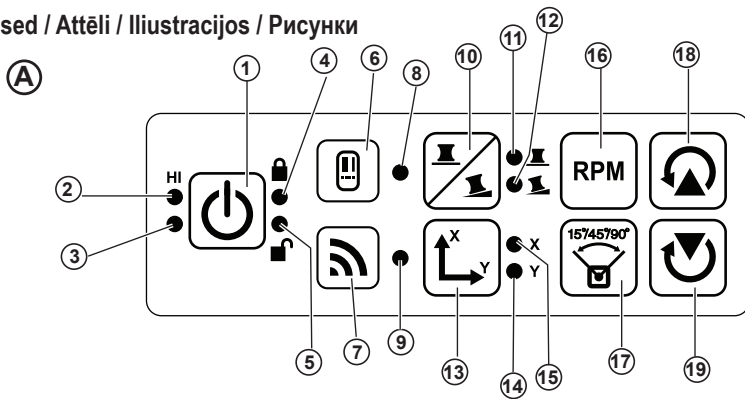 sed / Attēli / Iliustracijos / Рисунки
A
1 4 6 8 10 11 12 16 18
HI
2
3
RPM
X
Y
X
Y
15°/45°/90°
5 7 9 13 14 15 17 19